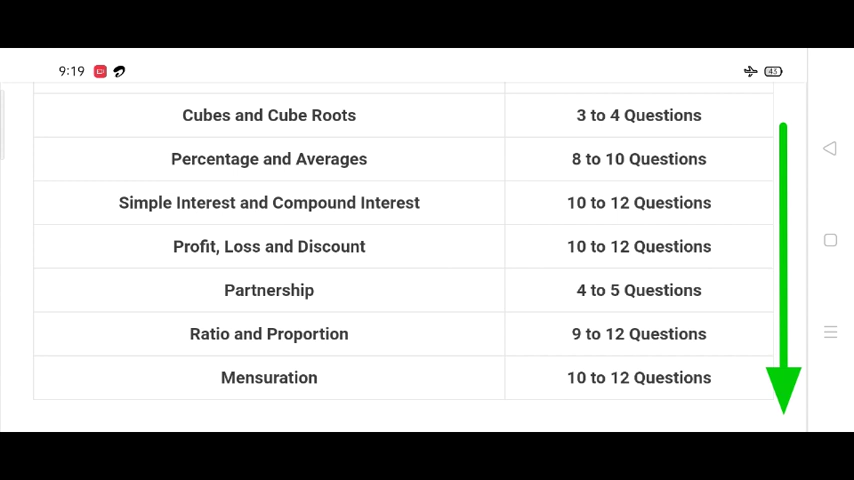 9:19
45
Cubes and Cube Roots 3 to 4 Questions
Percentage and Averages 8 to 10 Questions
Simple Interest and Compound Interest 10 to 12 Questions
Profit, Loss and Discount 10 to 12 Questions
Partnership 4 to 5 Questions
Ratio and Proportion 9 to 12 Questions
Mensuration 10 to 12 Questions